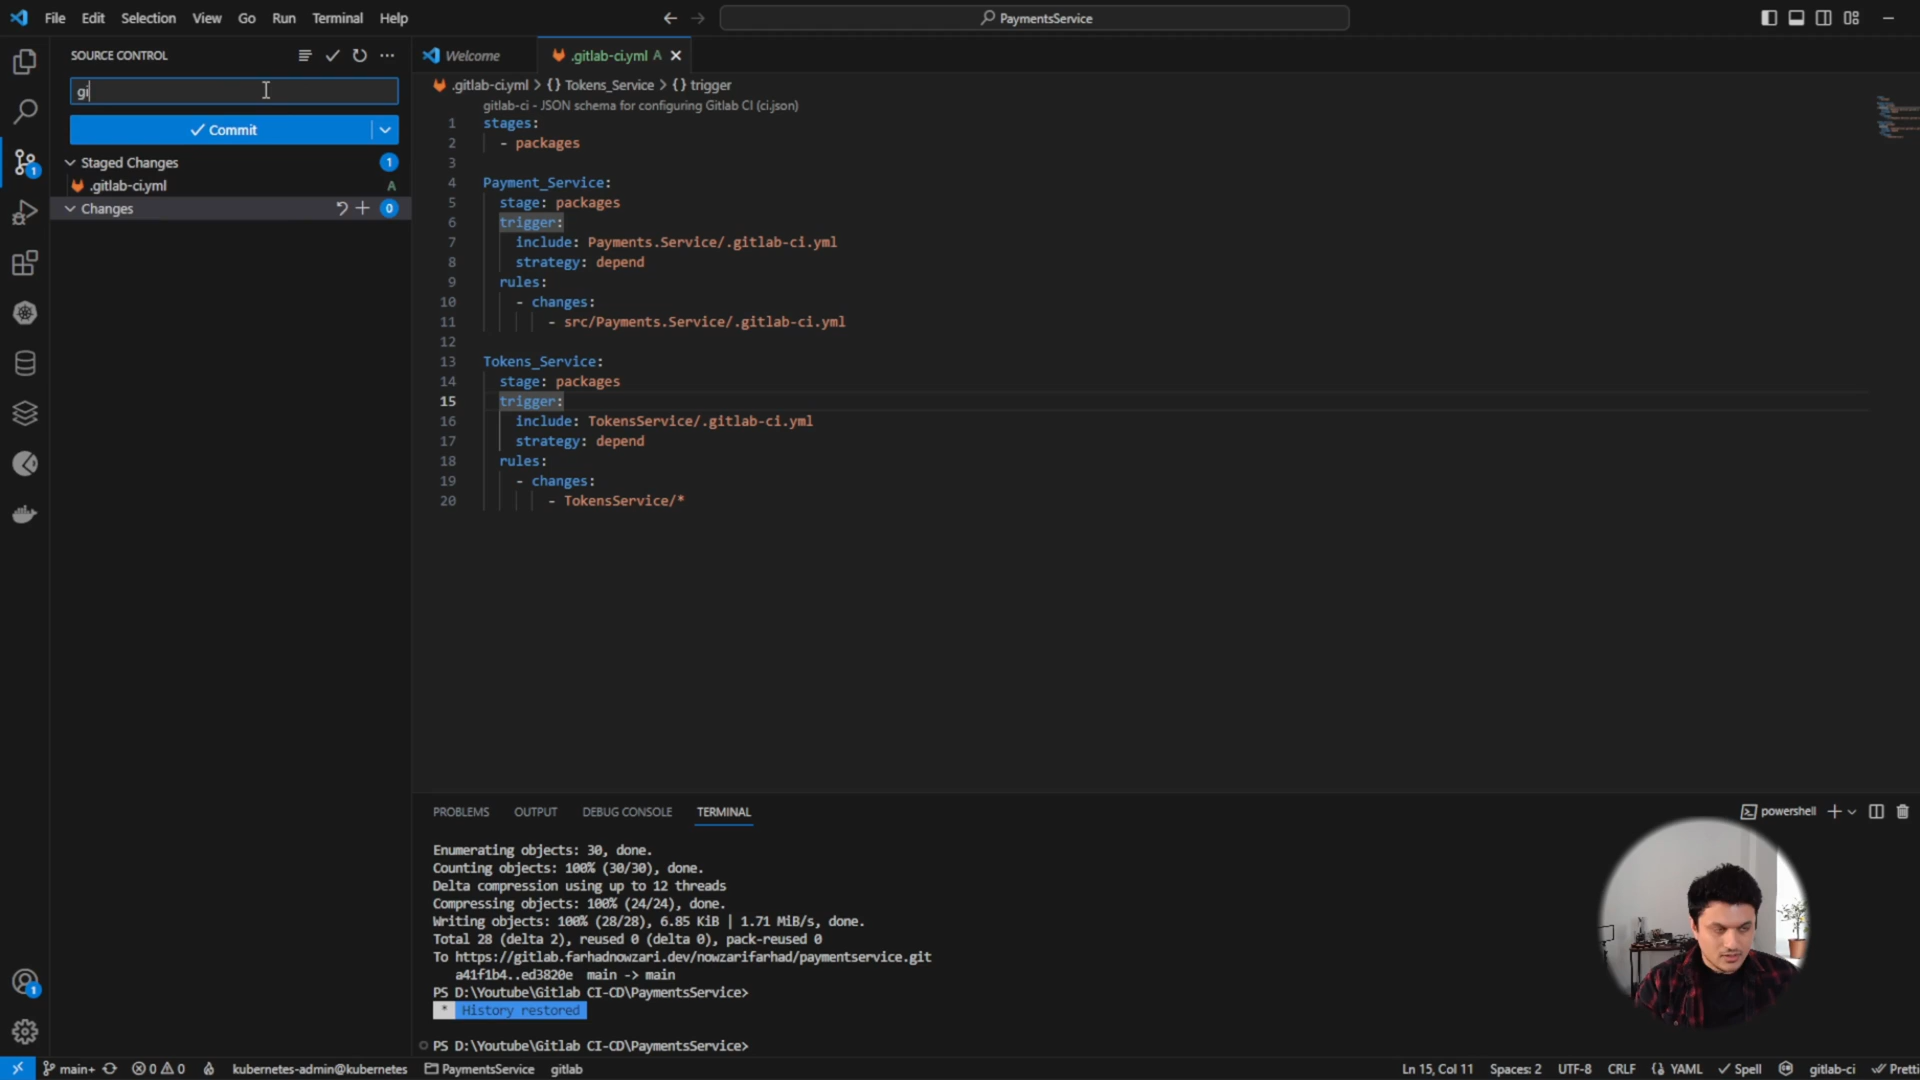 File Edit Selection View Go Run Terminal Help
PaymentsService
SOURCE CONTROL
gi
Commit
Staged Changes 1
.gitlab-ci.yml A
Changes 0
1
1
Welcome
.gitlab-ci.yml A
.gitlab-ci.yml > {} Tokens_Service > {} trigger
gitlab-ci - JSON schema for configuring Gitlab CI (ci.json)
1 stages:
2 - packages
3
4 Payment_Service:
5 stage: packages
6 trigger:
7 include: Payments.Service/.gitlab-ci.yml
8 strategy: depend
9 rules:
10 - changes:
11 - src/Payments.Service/.gitlab-ci.yml
12
13 Tokens_Service:
14 stage: packages
15 trigger:
16 include: TokensService/.gitlab-ci.yml
17 strategy: depend
18 rules:
19 - changes:
20 - TokensService/*
PROBLEMS OUTPUT DEBUG CONSOLE TERMINAL
powershell
Enumerating objects: 30, done.
Counting objects: 100% (30/30), done.
Delta compression using up to 12 threads
Compressing objects: 100% (24/24), done.
Writing objects: 100% (28/28), 6.85 KiB | 1.71 MiB/s, done.
Total 28 (delta 2), reused 0 (delta 0), pack-reused 0
To https://gitlab.farhadnowzari.dev/nowzarifarhad/paymentservice.git
a41f1b4..ed3820e main -> main
PS D:\Youtube\Gitlab CI-CD\PaymentsService>
* History restored
PS D:\Youtube\Gitlab CI-CD\PaymentsService>
main+ 0 0 kubernetes-admin@kubernetes PaymentsService gitlab
Ln 15, Col 11 Spaces: 2 UTF-8 CRLF {} YAML Spell gitlab-ci Pretti